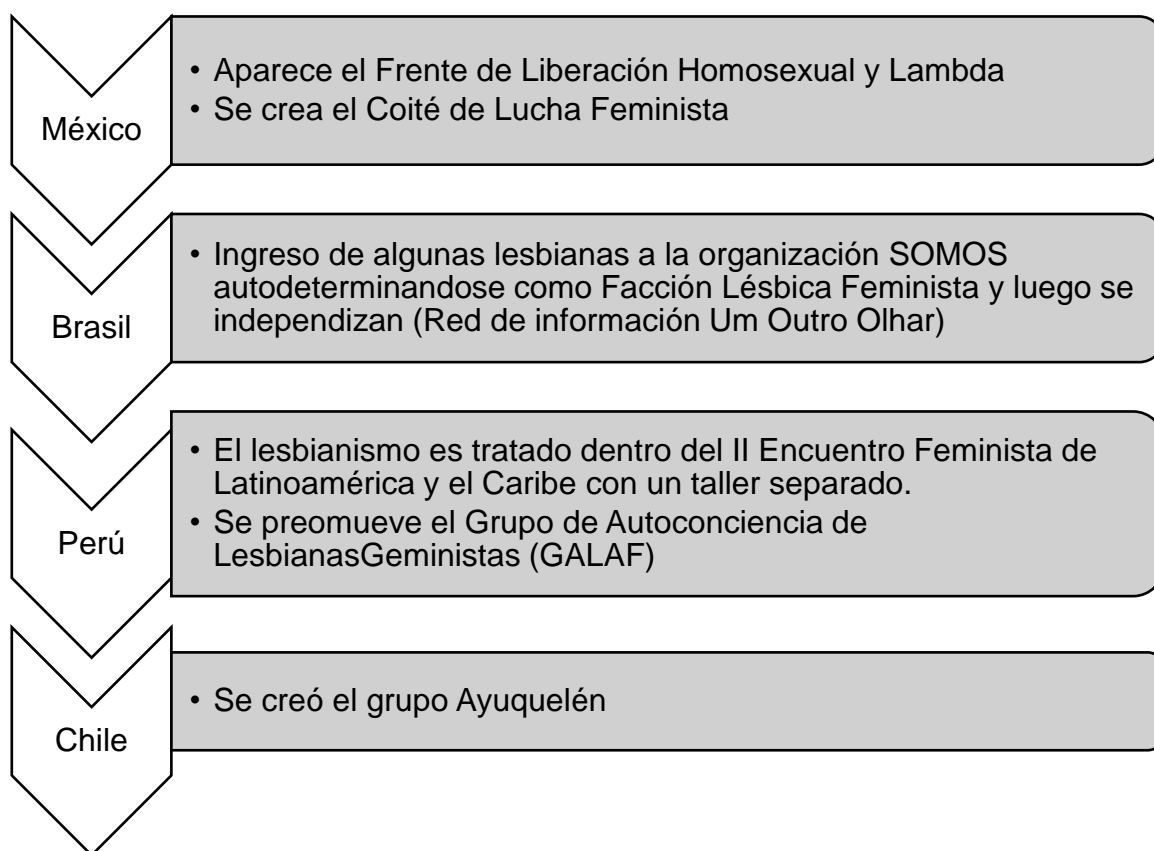 México
• Aparece el Frente de Liberación Homosexual y Lambda
• Se crea el Coité de Lucha Feminista
Brasil
• Ingreso de algunas lesbianas a la organización SOMOS
autodeterminandose como Facción Lésbica Feminista y luego se
independizan (Red de información Um Outro Olhar)
Perú
• El lesbianismo es tratado dentro del II Encuentro Feminista de
Latinoamérica y el Caribe con un taller separado.
• Se preomueve el Grupo de Autoconciencia de
LesbianasGeministas (GALAF)
Chile
• Se creó el grupo Ayuquelén